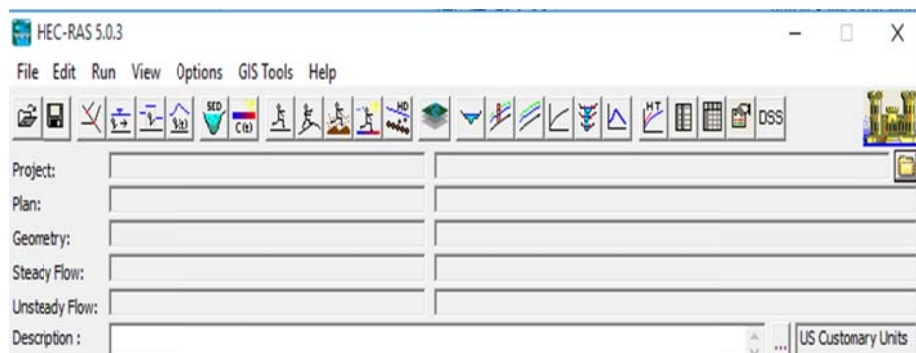 HEC-RAS 5.0.3
File Edit Run View Options GIS Tools Help
SED C(t) HD HT DSS
Project:
Plan:
Geometry:
Steady Flow:
Unsteady Flow:
Description : ... US Customary Units